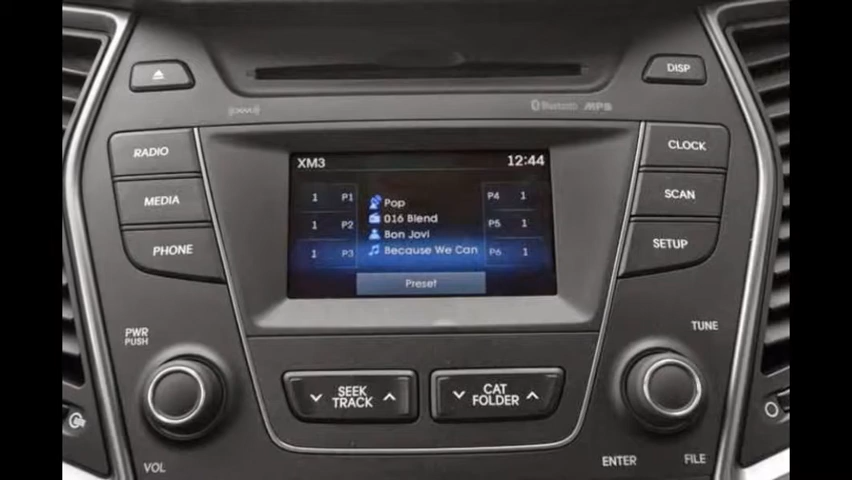 DISP
((XM))
Bluetooth MP3
RADIO
MEDIA
PHONE
XM3 12:44
1 P1
1 P2
1 P3
Pop
016 Blend
Bon Jovi
Because We Can
P4 1
P5 1
P6 1
Preset
CLOCK
SCAN
SETUP
PWR
PUSH
VOL
SEEK
TRACK
CAT
FOLDER
TUNE
ENTER
FILE